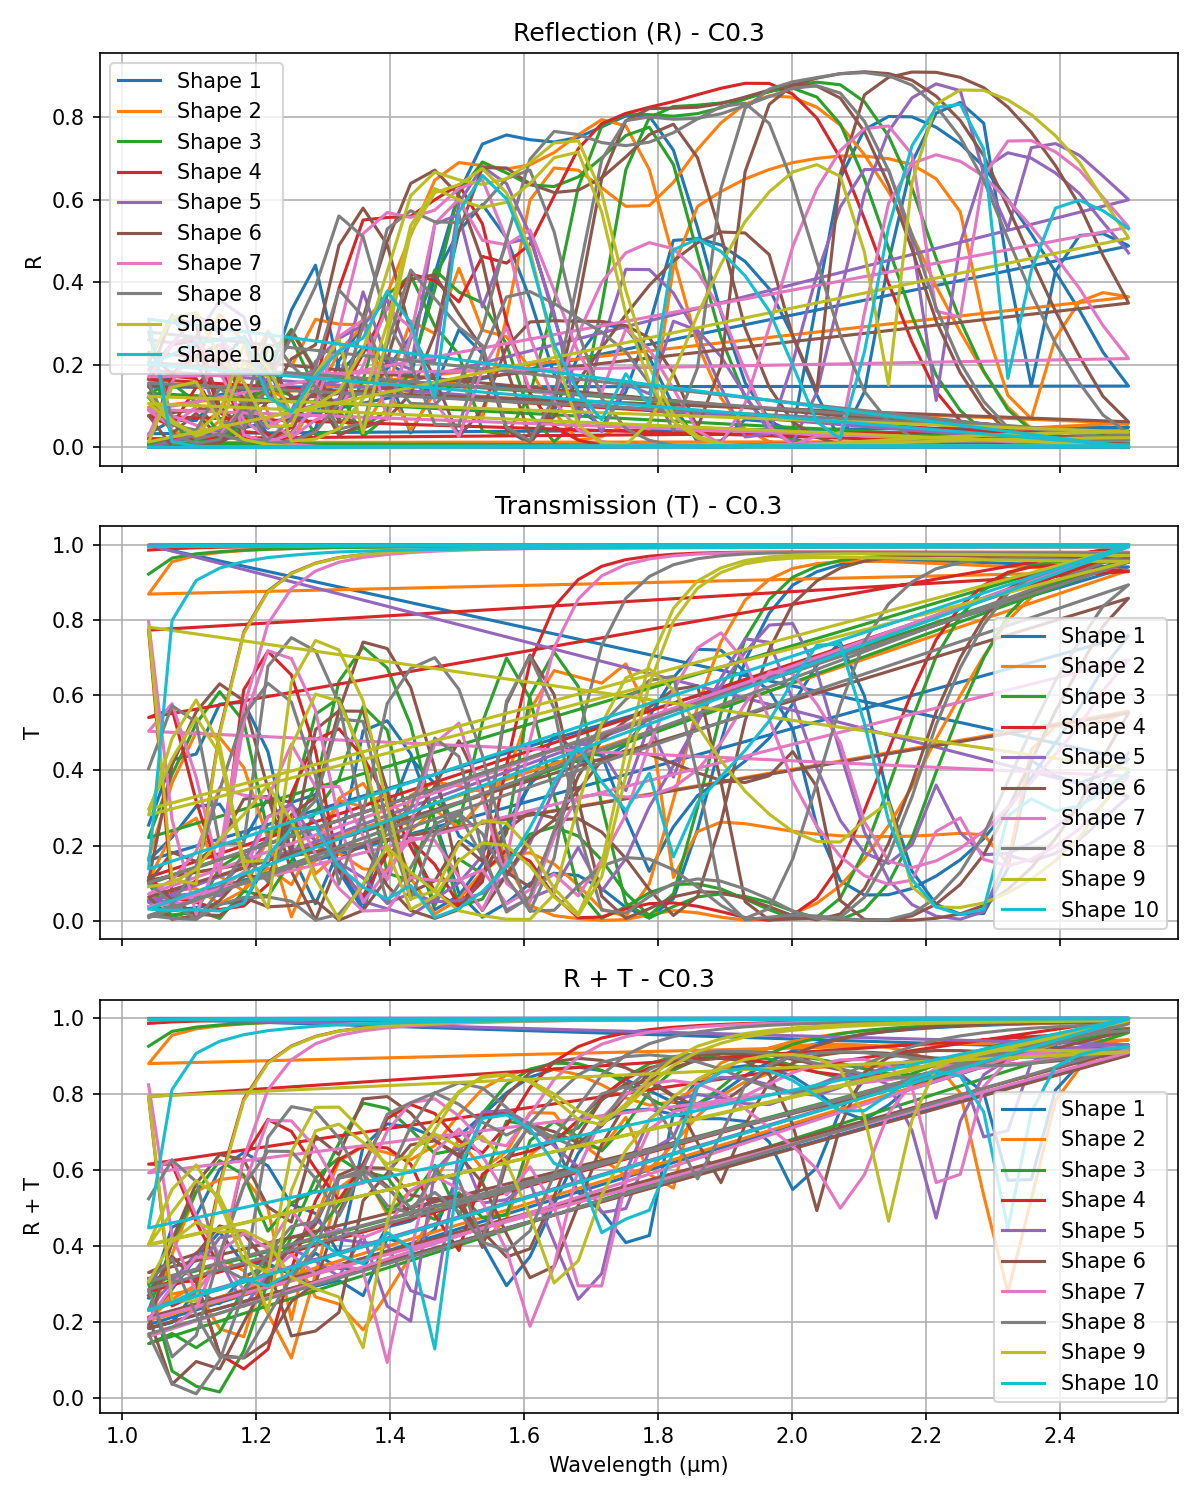 Reflection (R) - C0.3
R
0.8
0.6
0.4
0.2
0.0
Shape 1
Shape 2
Shape 3
Shape 4
Shape 5
Shape 6
Shape 7
Shape 8
Shape 9
Shape 10
Transmission (T) - C0.3
T
1.0
0.8
0.6
0.4
0.2
0.0
Shape 1
Shape 2
Shape 3
Shape 4
Shape 5
Shape 6
Shape 7
Shape 8
Shape 9
Shape 10
R + T - C0.3
R + T
1.0
0.8
0.6
0.4
0.2
0.0
Shape 1
Shape 2
Shape 3
Shape 4
Shape 5
Shape 6
Shape 7
Shape 8
Shape 9
Shape 10
1.0 1.2 1.4 1.6 1.8 2.0 2.2 2.4
Wavelength (μm)